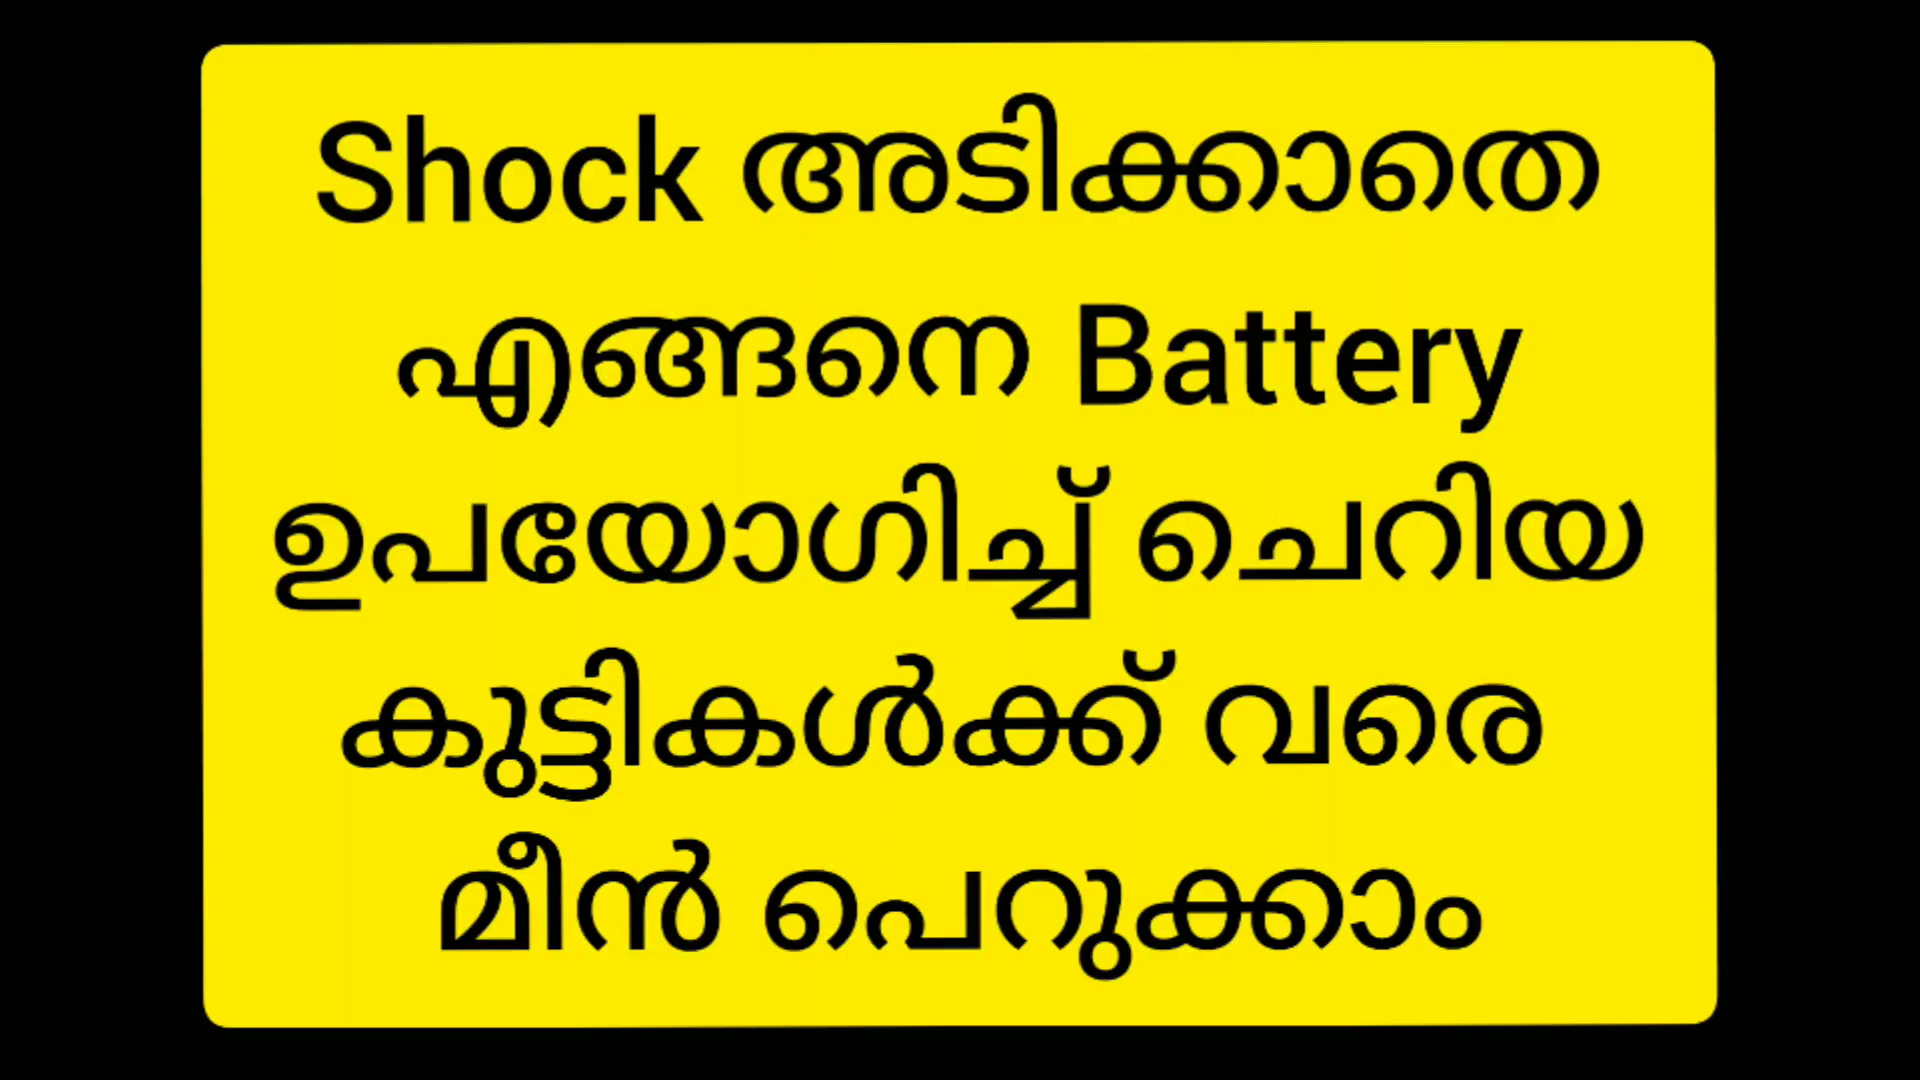 Shock അടിക്കാതെ
എങ്ങനെ Battery
ഉപയോഗിച്ച് ചെറിയ
കുട്ടികൾക്ക് വരെ
മീൻ പെറുക്കാം